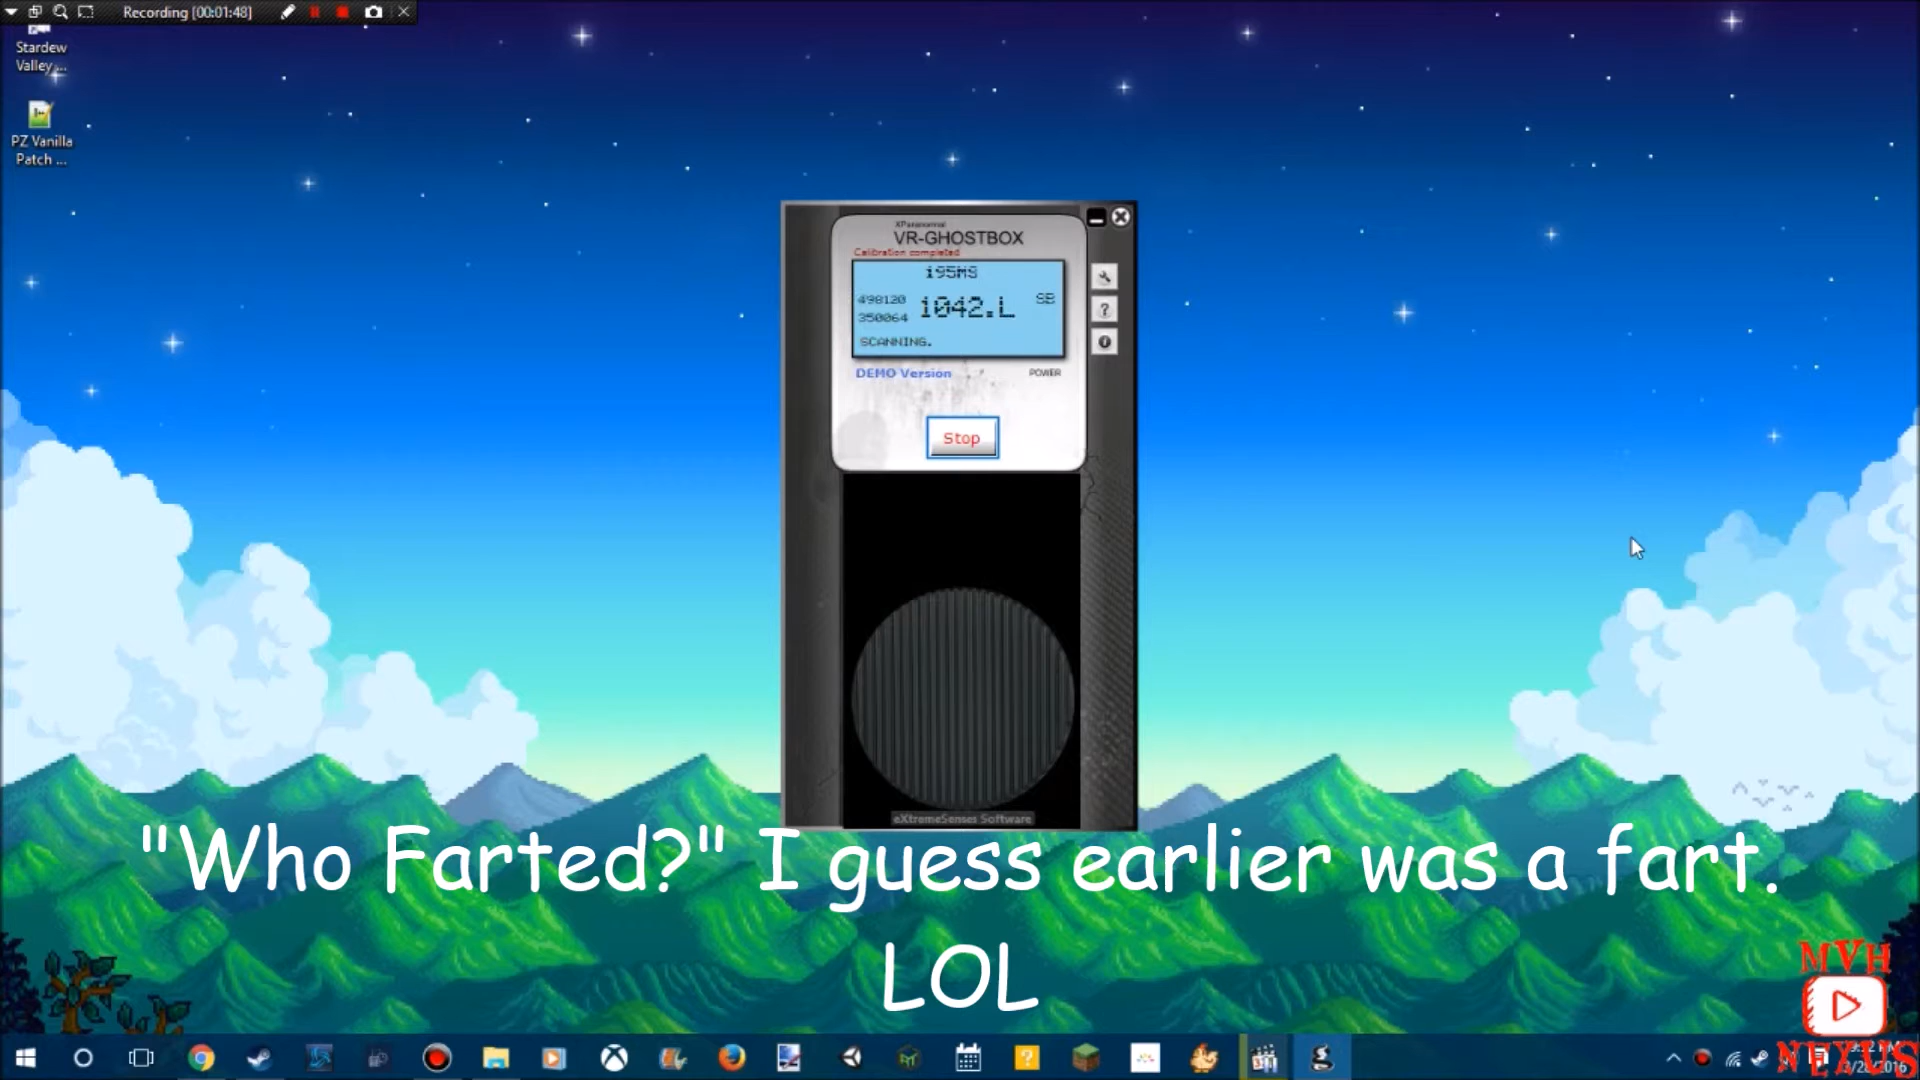 Recording [00:01:48]
Stardew
Valley ...
PZ Vanilla
Patch ...
XParanormal
VR-GHOSTBOX
Calibration completed
195MS
498120
350064
1042.L
SB
SCANNING.
DEMO Version
POWER
Stop
eXtremeSenses Software
"Who Farted?" I guess earlier was a fart.
LOL
MVH
NEXUS